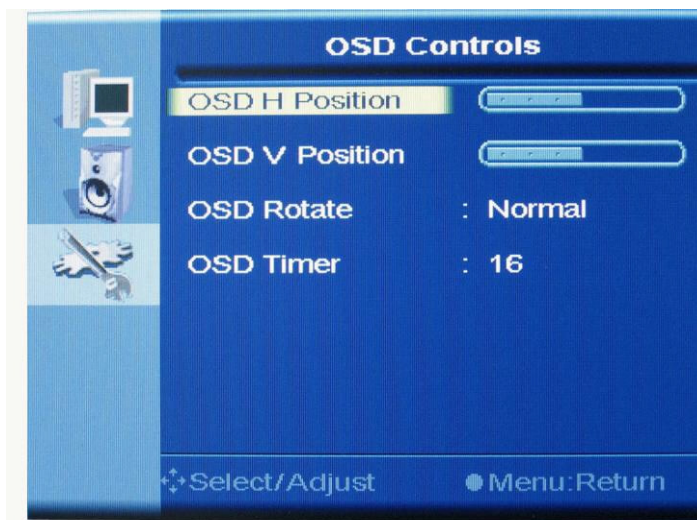 OSD Controls
OSD H Position
OSD V Position
OSD Rotate : Normal
OSD Timer : 16
Select/Adjust Menu:Return